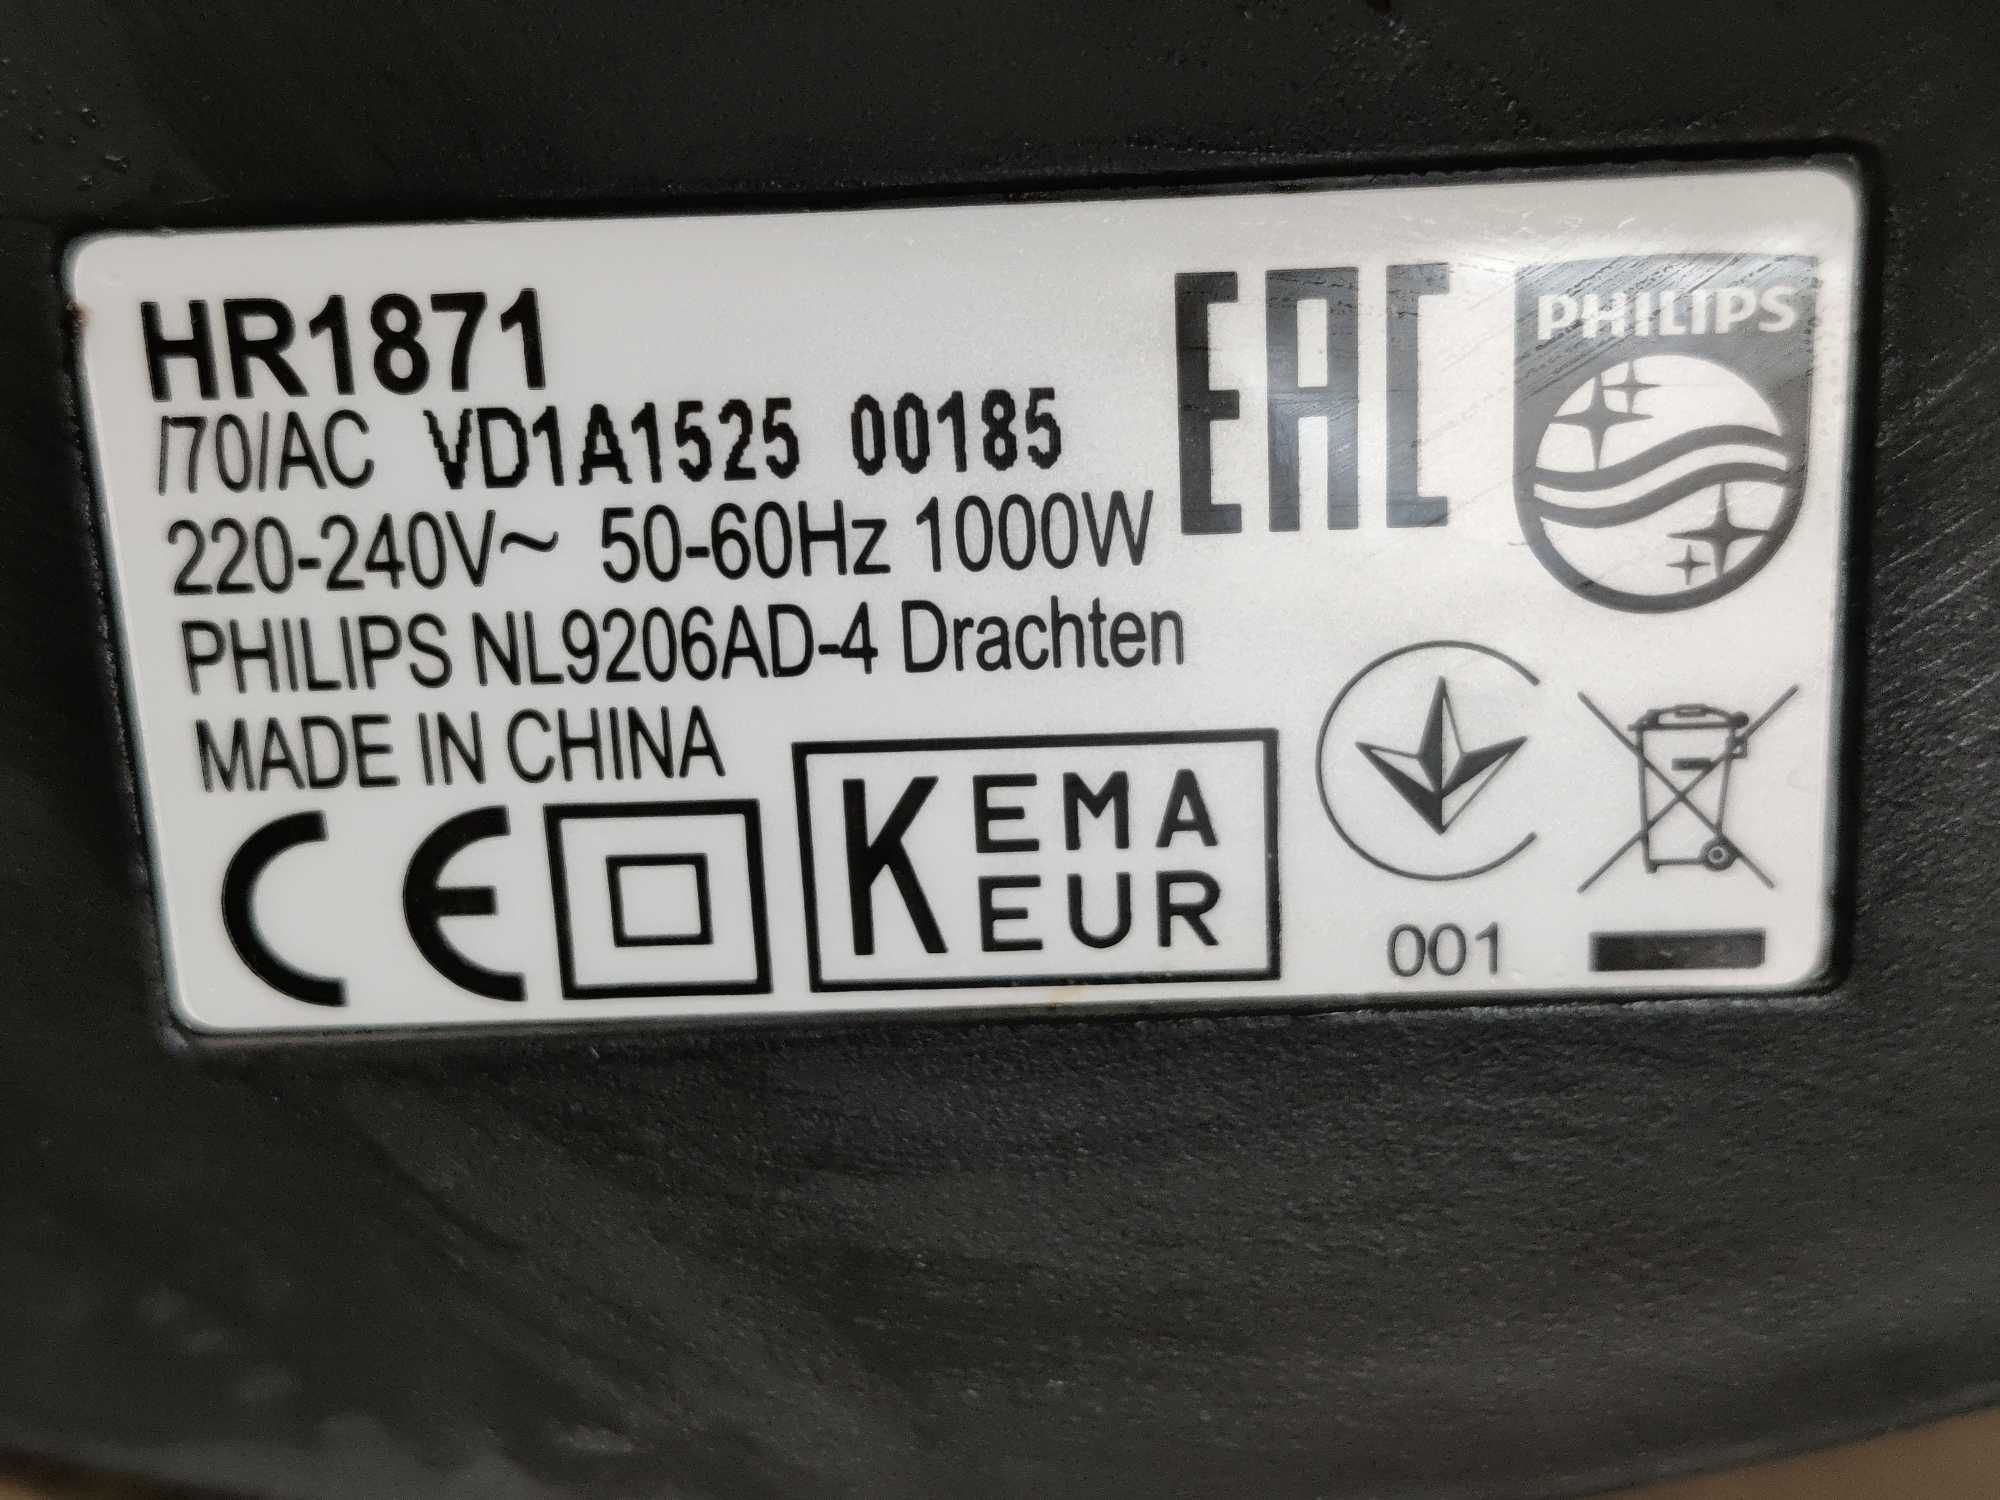 HR1871
/70/AC VD1A1525 00185
220-240V~ 50-60Hz 1000W
PHILIPS NL9206AD-4 Drachten
MADE IN CHINA
EAC
PHILIPS
CE
KEMA
EUR
001